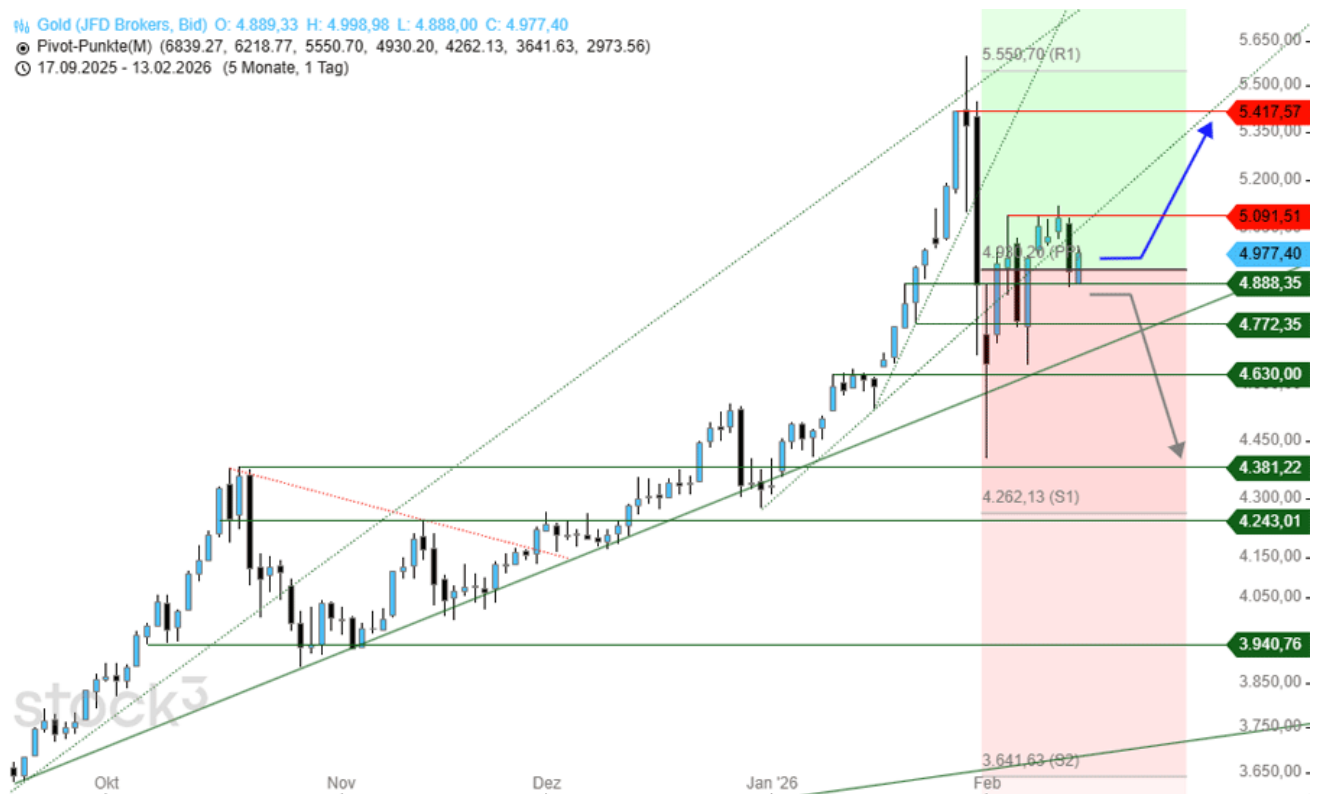 Gold (JFD Brokers, Bid) O: 4.889,33 H: 4.998,98 L: 4.888,00 C: 4.977,40
Pivot-Punkte(M) (6839.27, 6218.77, 5550.70, 4930.20, 4262.13, 3641.63, 2973.56)
17.09.2025 - 13.02.2026 (5 Monate, 1 Tag)
5.650,00
5.550,70 (R1)
5.500,00
5.417,57
5.350,00
5.200,00
5.091,51
4.930,20 (PP)
4.977,40
4.888,35
4.772,35
4.630,00
4.450,00
4.381,22
4.262,13 (S1)
4.300,00
4.243,01
4.150,00
4.050,00
3.940,76
3.850,00
stock3
3.750,00
3.641,63 (S2)
3.650,00
Okt Nov Dez Jan '26 Feb